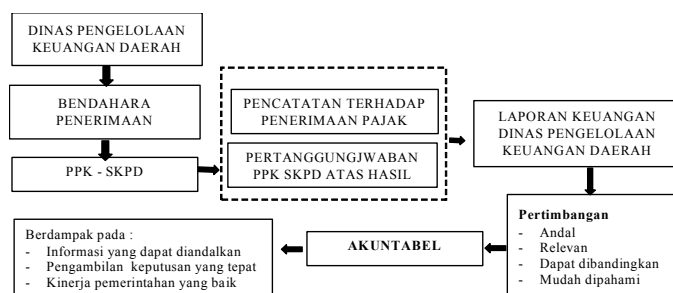 DINAS PENGELOLAAN
KEUANGAN DAERAH
BENDAHARA
PENERIMAAN
PPK - SKPD
PENCATATAN TERHADAP
PENERIMAAN PAJAK
PERTANGGUNGJWABAN
PPK SKPD ATAS HASIL
LAPORAN KEUANGAN
DINAS PENGELOLAAN
KEUANGAN DAERAH
Pertimbangan
- Andal
- Relevan
- Dapat dibandingkan
- Mudah dipahami
AKUNTABEL
Berdampak pada :
- Informasi yang dapat diandalkan
- Pengambilan keputusan yang tepat
- Kinerja pemerintahan yang baik